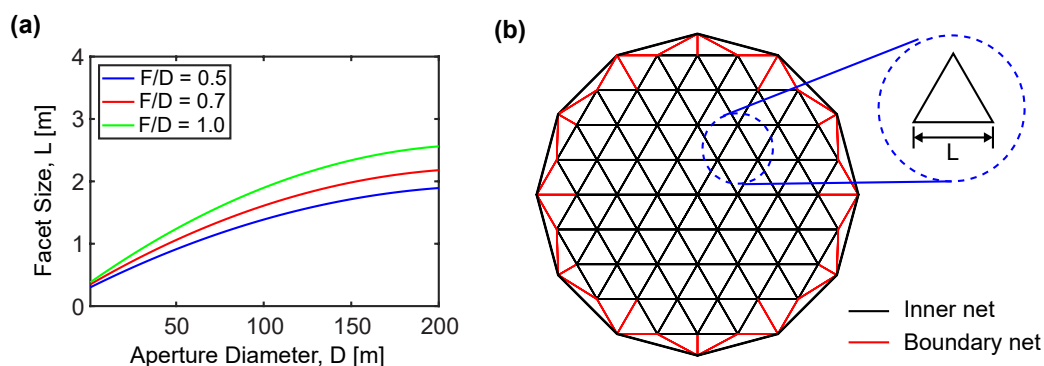 (a)
Facet Size, L [m]
4
3
2
1
0
F/D = 0.5
F/D = 0.7
F/D = 1.0
50
100
150
200
Aperture Diameter, D [m]
(b)
L
Inner net
Boundary net